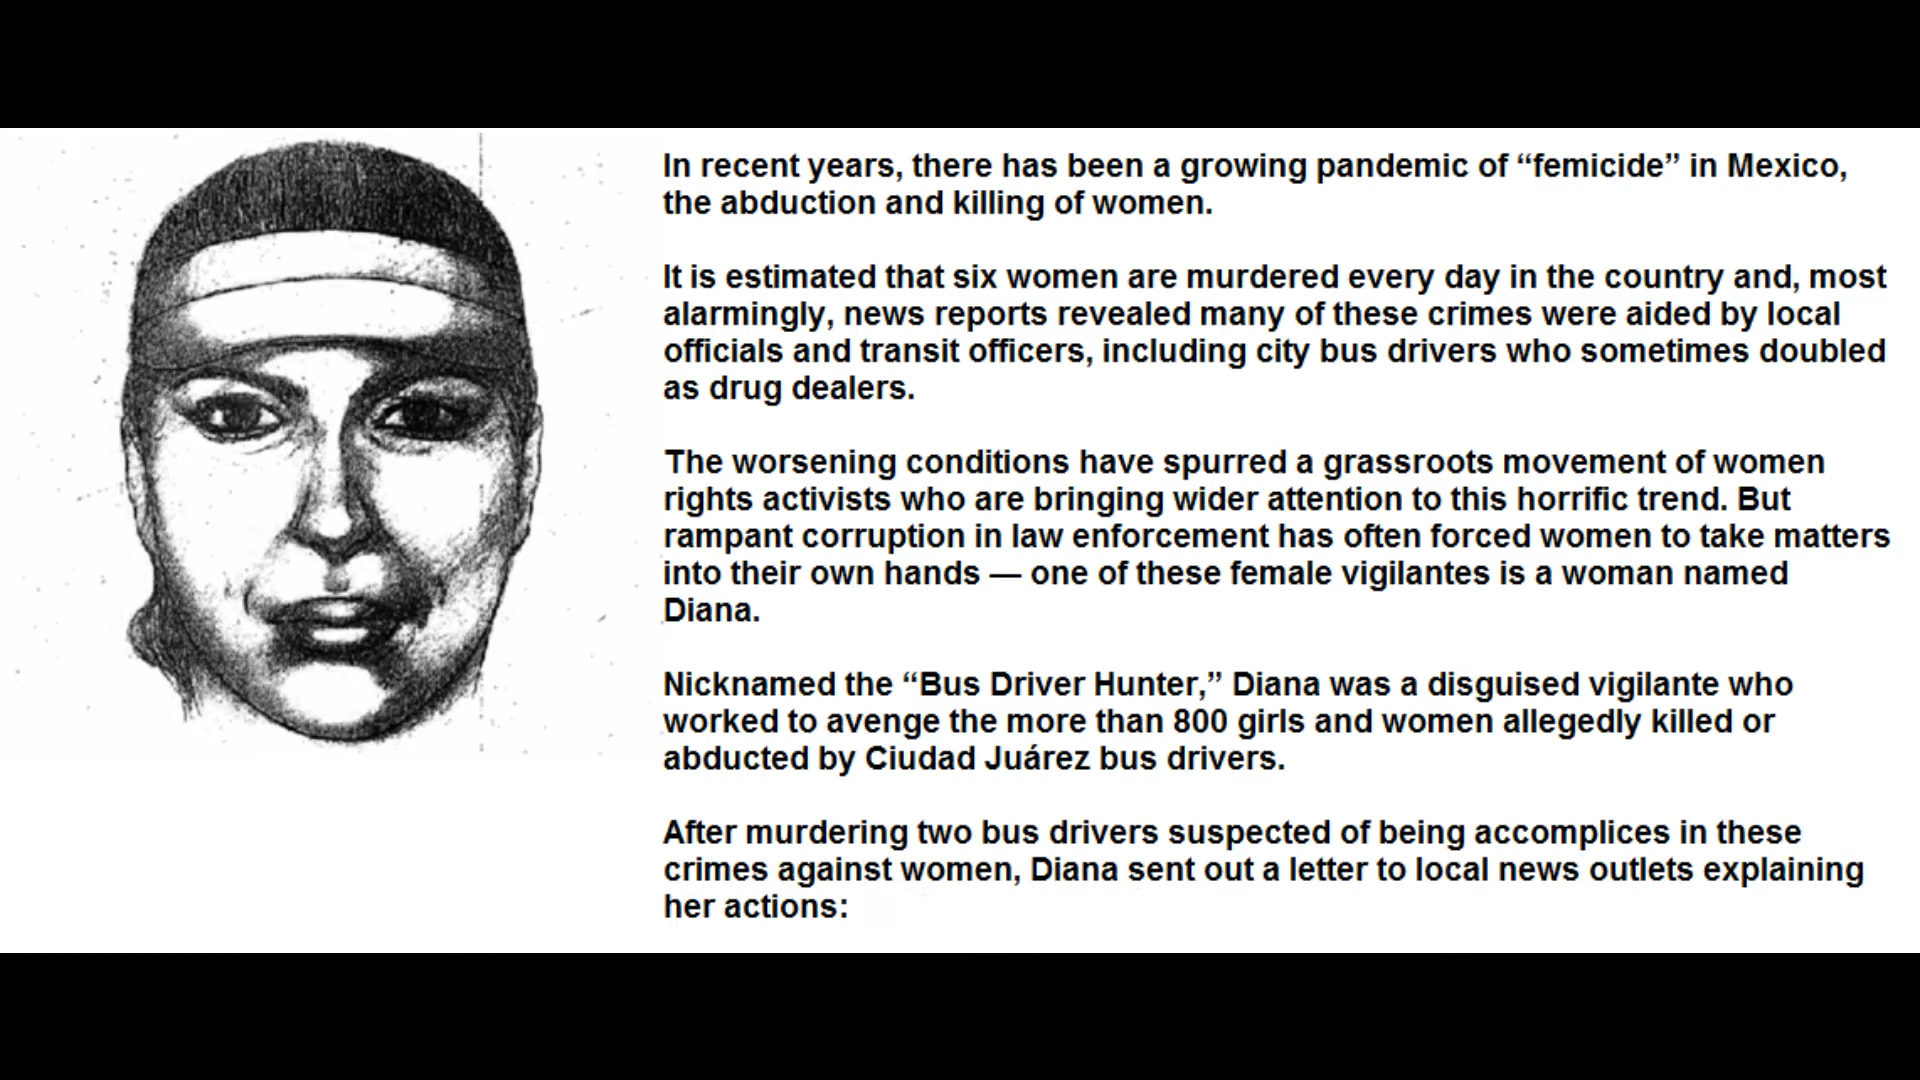 In recent years, there has been a growing pandemic of “femicide” in Mexico,
the abduction and killing of women.
It is estimated that six women are murdered every day in the country and, most
alarmingly, news reports revealed many of these crimes were aided by local
officials and transit officers, including city bus drivers who sometimes doubled
as drug dealers.
The worsening conditions have spurred a grassroots movement of women
rights activists who are bringing wider attention to this horrific trend. But
rampant corruption in law enforcement has often forced women to take matters
into their own hands — one of these female vigilantes is a woman named
Diana.
Nicknamed the “Bus Driver Hunter,” Diana was a disguised vigilante who
worked to avenge the more than 800 girls and women allegedly killed or
abducted by Ciudad Juárez bus drivers.
After murdering two bus drivers suspected of being accomplices in these
crimes against women, Diana sent out a letter to local news outlets explaining
her actions: